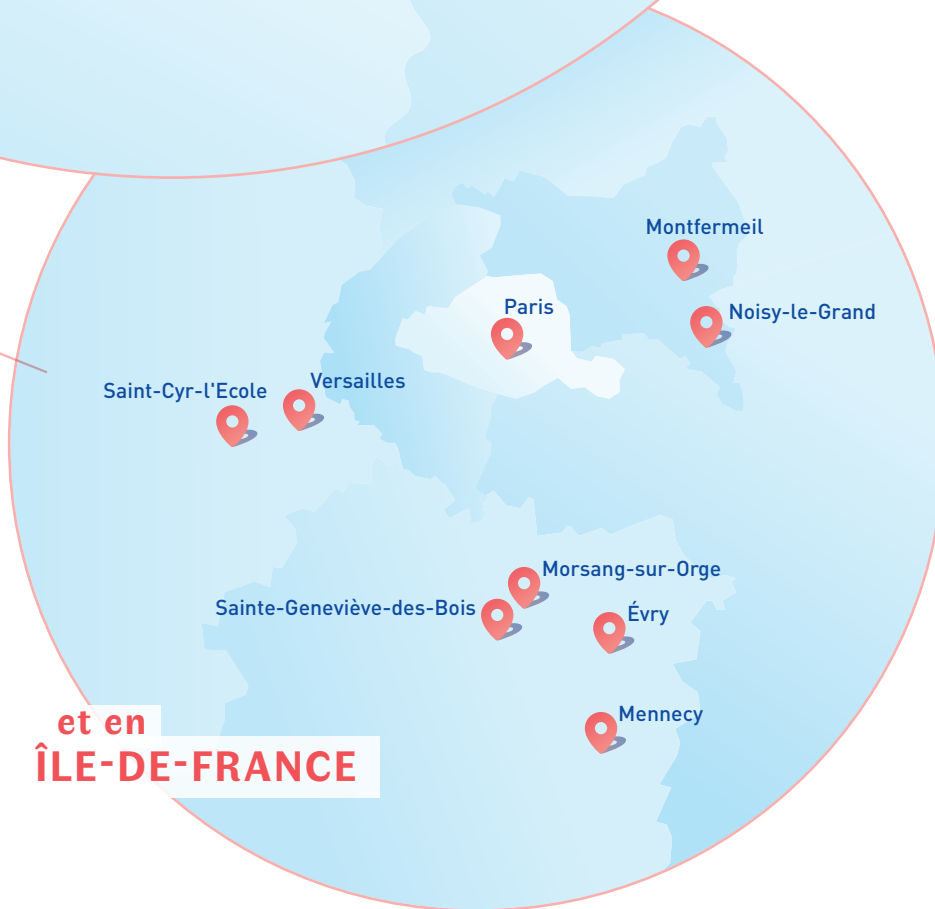 Montfermeil
Paris
Noisy-le-Grand
Versailles
Saint-Cyr-l'Ecole
Morsang-sur-Orge
Sainte-Geneviève-des-Bois
Évry
Mennecy
et en
ÎLE-DE-FRANCE